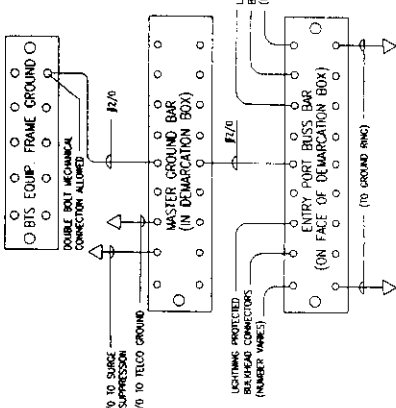 BTS EQUIP. FRAME GROUND
DOUBLE BOLT MECHANICAL
CONNECTION ALLOWED
#2/0
MASTER GROUND BAR
(IN DEMARCATION BOX)
/0 TO SURGE
SUPPRESSION
/0 TO TELCO GROUND
#2/0
ENTRY PORT BUSS BAR
(ON FACE OF DEMARCATION BOX)
LIGHTNING PROTECTED
BULKHEAD CONNECTORS
(NUMBER VARIES)
(TO GROUND RING)